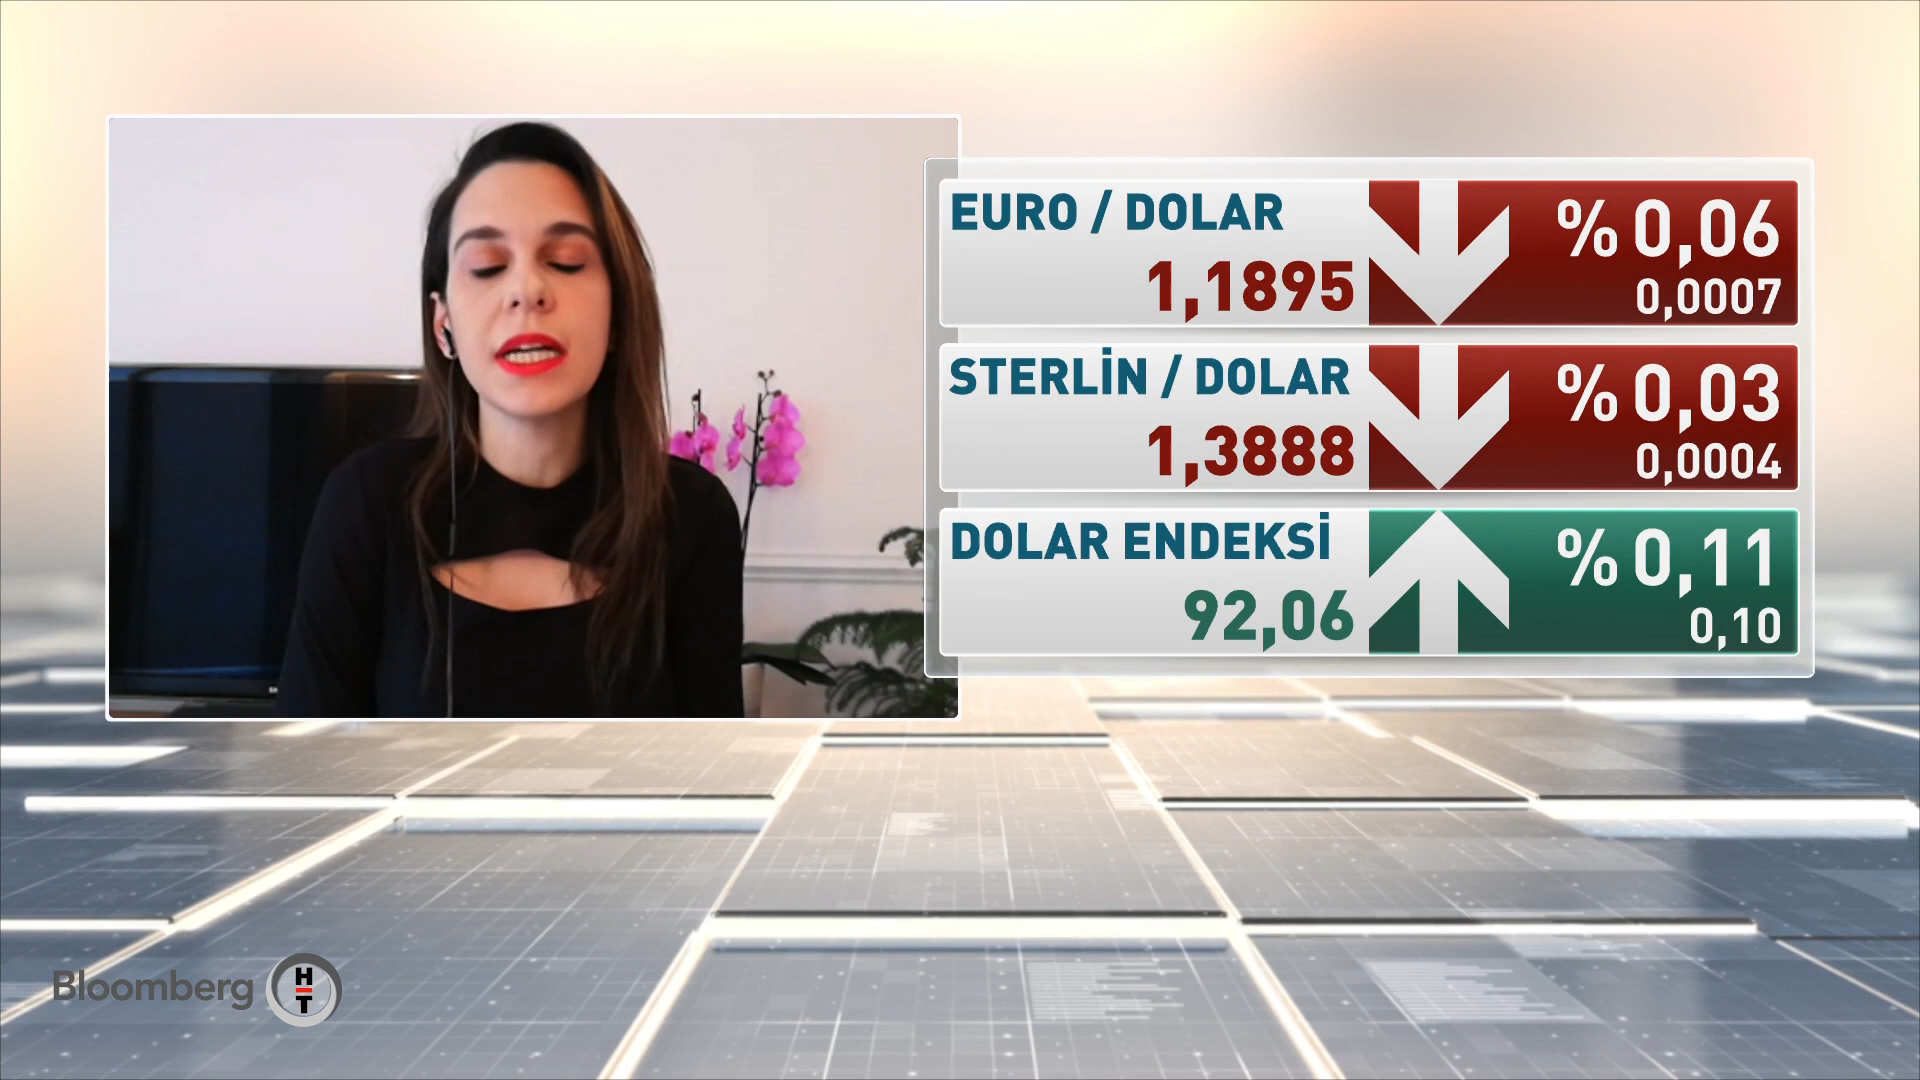 EURO / DOLAR
1,1895
% 0,06
0,0007
STERLİN / DOLAR
1,3888
% 0,03
0,0004
DOLAR ENDEKSİ
92,06
% 0,11
0,10
Bloomberg HT